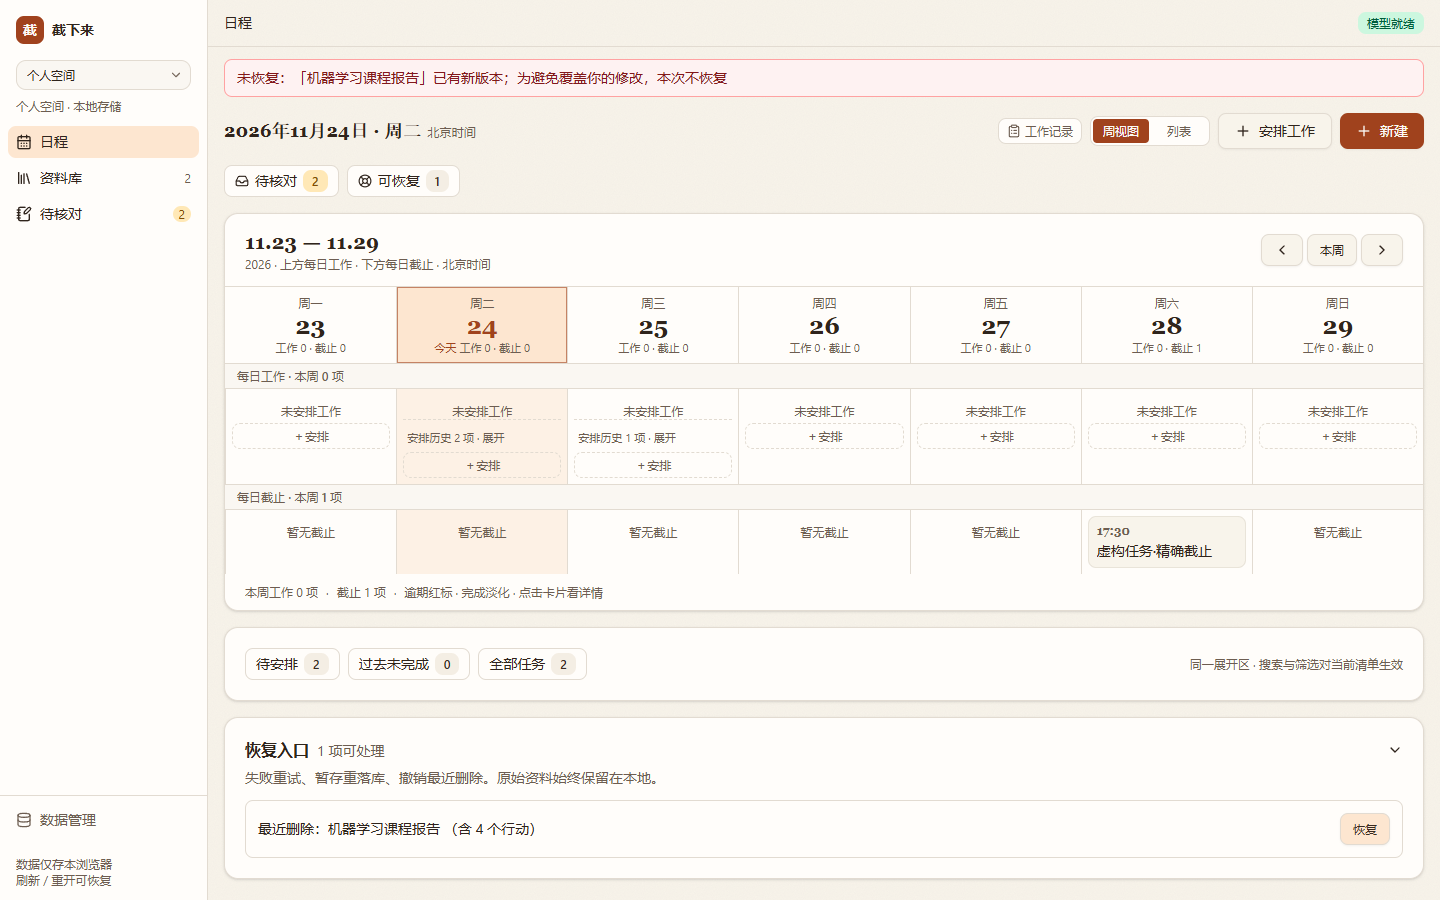 截 截下来
个人空间
个人空间 · 本地存储
日程
资料库 2
待核对 2
数据管理
数据仅存本浏览器
刷新 / 重开可恢复
日程
模型就绪
未恢复：「机器学习课程报告」已有新版本；为避免覆盖你的修改，本次不恢复
2026年11月24日 · 周二 北京时间
工作记录 周视图 列表 + 安排工作 + 新建
待核对 2 可恢复 1
11.23 — 11.29
2026 · 上方每日工作 · 下方每日截止 · 北京时间
本周
周一 周二 周三 周四 周五 周六 周日
23 24 25 26 27 28 29
工作 0 · 截止 0 今天 工作 0 · 截止 0 工作 0 · 截止 0 工作 0 · 截止 0 工作 0 · 截止 0 工作 0 · 截止 1 工作 0 · 截止 0
每日工作 · 本周 0 项
未安排工作 未安排工作 未安排工作 未安排工作 未安排工作 未安排工作 未安排工作
+ 安排 安排历史 2 项 · 展开 安排历史 1 项 · 展开 + 安排 + 安排 + 安排 + 安排
+ 安排 + 安排
每日截止 · 本周 1 项
暂无截止 暂无截止 暂无截止 暂无截止 暂无截止 17:30 暂无截止
虚构任务·精确截止
本周工作 0 项 · 截止 1 项 · 逾期红标 · 完成淡化 · 点击卡片看详情
待安排 2 过去未完成 0 全部任务 2
同一展开区 · 搜索与筛选对当前清单生效
恢复入口 1 项可处理
失败重试、暂存重落库、撤销最近删除。原始资料始终保留在本地。
最近删除：机器学习课程报告 （含 4 个行动）
恢复